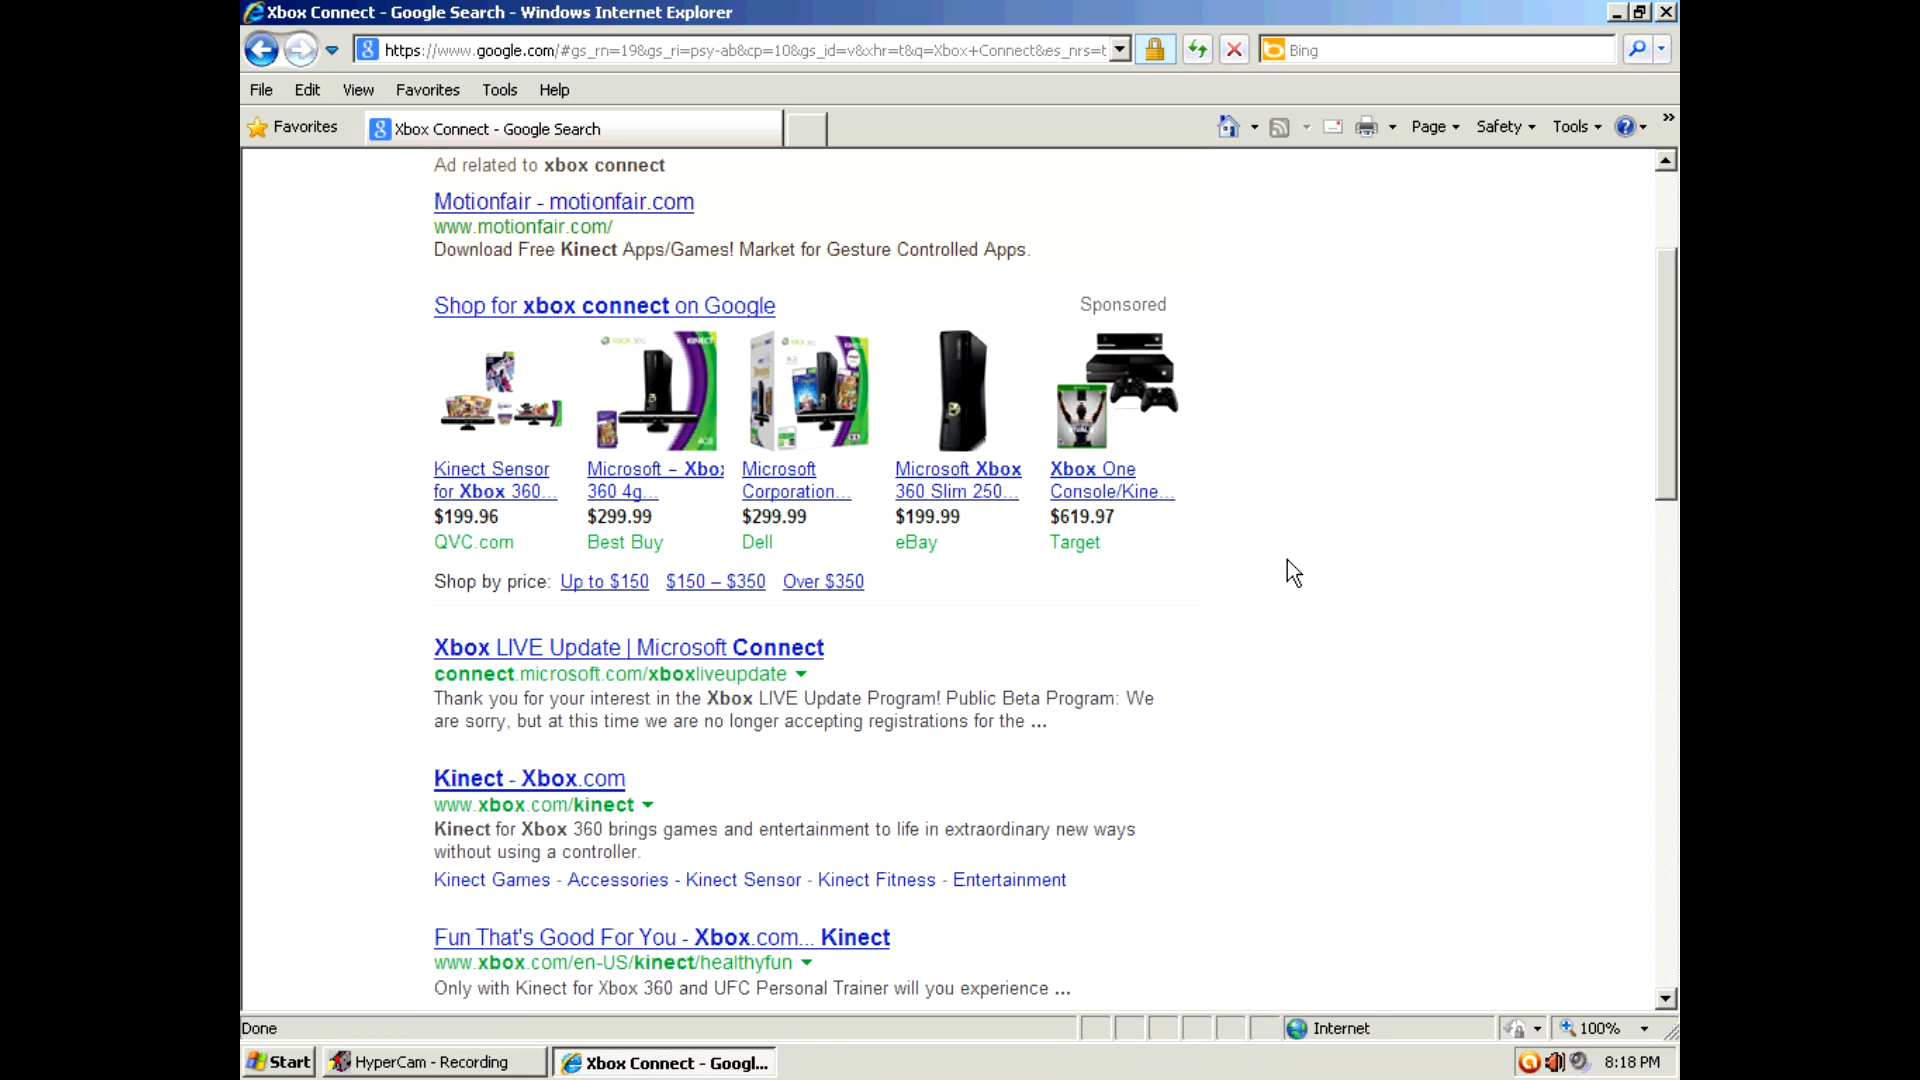 Xbox Connect - Google Search - Windows Internet Explorer
https://www.google.com/#gs_rn=19&gs_ri=psy-ab&cp=10&gs_id=v&xhr=t&q=Xbox+Connect&es_nrs=t
Bing
File Edit View Favorites Tools Help
Favorites
Xbox Connect - Google Search
Page Safety Tools »
Ad related to xbox connect
Motionfair - motionfair.com
www.motionfair.com/
Download Free Kinect Apps/Games! Market for Gesture Controlled Apps.
Shop for xbox connect on Google
Sponsored
Kinect Sensor for Xbox 360...
$199.96
QVC.com
Microsoft – Xbox
360 4g...
$299.99
Best Buy
Microsoft
Corporation...
$299.99
Dell
Microsoft Xbox
360 Slim 250...
$199.99
eBay
Xbox One
Console/Kine...
$619.97
Target
Shop by price: Up to $150 $150 – $350 Over $350
Xbox LIVE Update | Microsoft Connect
connect.microsoft.com/xboxliveupdate
Thank you for your interest in the Xbox LIVE Update Program! Public Beta Program: We
are sorry, but at this time we are no longer accepting registrations for the ...
Kinect - Xbox.com
www.xbox.com/kinect
Kinect for Xbox 360 brings games and entertainment to life in extraordinary new ways
without using a controller.
Kinect Games - Accessories - Kinect Sensor - Kinect Fitness - Entertainment
Fun That's Good For You - Xbox.com... Kinect
www.xbox.com/en-US/kinect/healthyfun
Only with Kinect for Xbox 360 and UFC Personal Trainer will you experience ...
Done
Internet
100%
Start
HyperCam - Recording
Xbox Connect - Googl...
8:18 PM